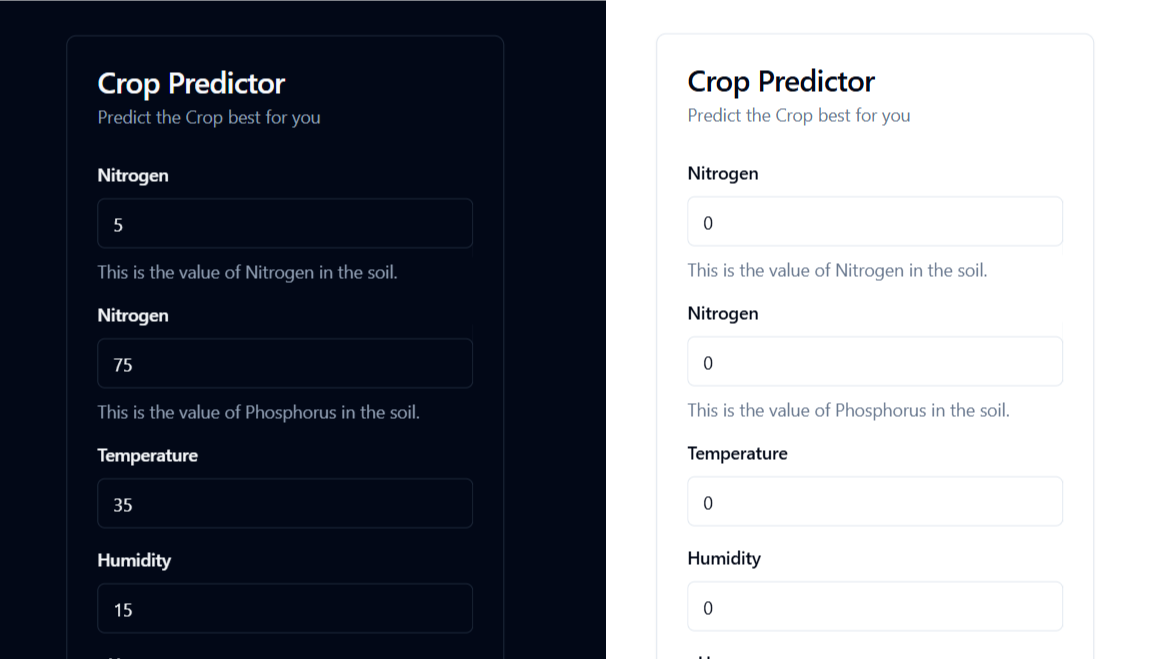 Crop Predictor
Predict the Crop best for you
Nitrogen
5
This is the value of Nitrogen in the soil.
Nitrogen
75
This is the value of Phosphorus in the soil.
Temperature
35
Humidity
15
Crop Predictor
Predict the Crop best for you
Nitrogen
0
This is the value of Nitrogen in the soil.
Nitrogen
0
This is the value of Phosphorus in the soil.
Temperature
0
Humidity
0